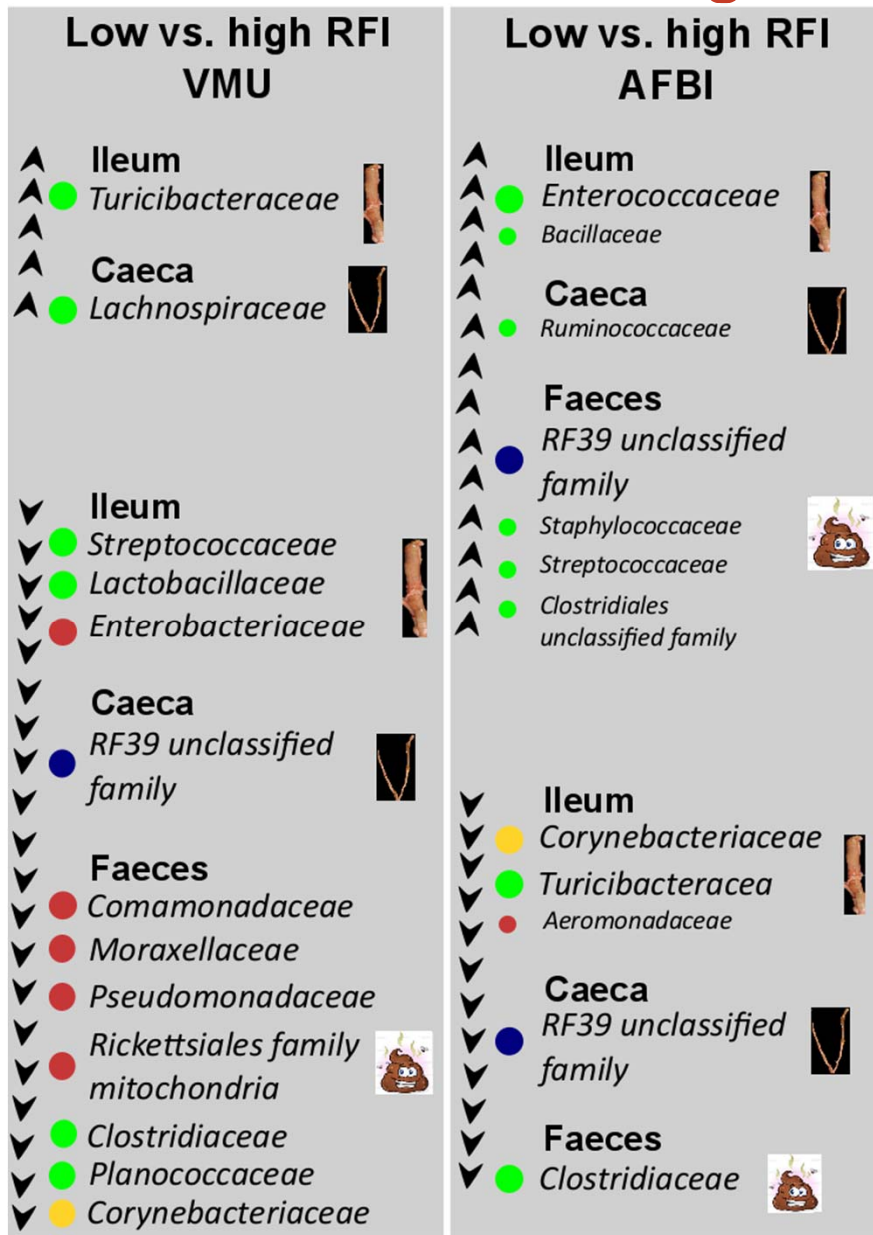 Low vs. high RFI
VMU
Ileum
Turicibacteraceae
Caeca
Lachnospiraceae
Ileum
Streptococcaceae
Lactobacillaceae
Enterobacteriaceae
Caeca
RF39 unclassified
family
Faeces
Comamonadaceae
Moraxellaceae
Pseudomonadaceae
Rickettsiales family
mitochondria
Clostridiaceae
Planococcaceae
Corynebacteriaceae
Low vs. high RFI
AFBI
Ileum
Enterococcaceae
Bacillaceae
Caeca
Ruminococcaceae
Faeces
RF39 unclassified
family
Staphylococcaceae
Streptococcaceae
Clostridiales
unclassified family
Ileum
Corynebacteriaceae
Turicibacteracea
Aeromonadaceae
Caeca
RF39 unclassified
family
Faeces
Clostridiaceae